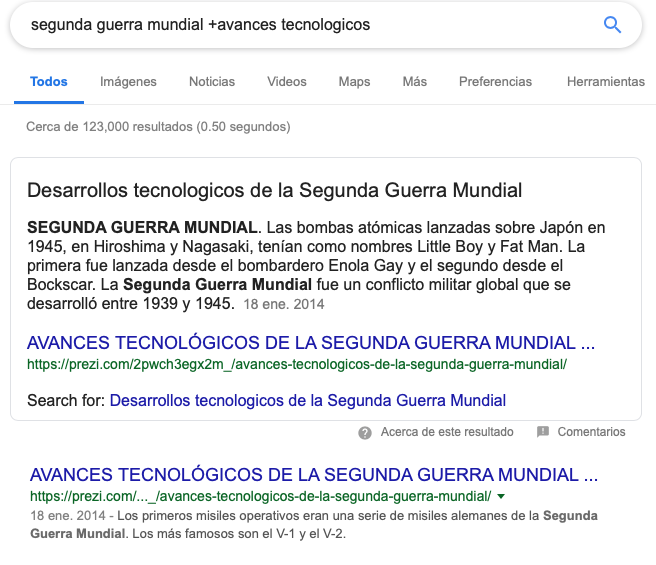 segunda guerra mundial +avances tecnologicos
Todos Imágenes Noticias Videos Maps Más Preferencias Herramientas
Cerca de 123,000 resultados (0.50 segundos)
Desarrollos tecnologicos de la Segunda Guerra Mundial
SEGUNDA GUERRA MUNDIAL. Las bombas atómicas lanzadas sobre Japón en
1945, en Hiroshima y Nagasaki, tenían como nombres Little Boy y Fat Man. La
primera fue lanzada desde el bombardero Enola Gay y el segundo desde el
Bockscar. La Segunda Guerra Mundial fue un conflicto militar global que se
desarrolló entre 1939 y 1945. 18 ene. 2014
AVANCES TECNOLÓGICOS DE LA SEGUNDA GUERRA MUNDIAL ...
https://prezi.com/2pwch3egx2m_/avances-tecnologicos-de-la-segunda-guerra-mundial/
Search for: Desarrollos tecnologicos de la Segunda Guerra Mundial
Acerca de este resultado Comentarios
AVANCES TECNOLÓGICOS DE LA SEGUNDA GUERRA MUNDIAL ...
https://prezi.com/..._/avances-tecnologicos-de-la-segunda-guerra-mundial/
18 ene. 2014 - Los primeros misiles operativos eran una serie de misiles alemanes de la Segunda
Guerra Mundial. Los más famosos son el V-1 y el V-2.